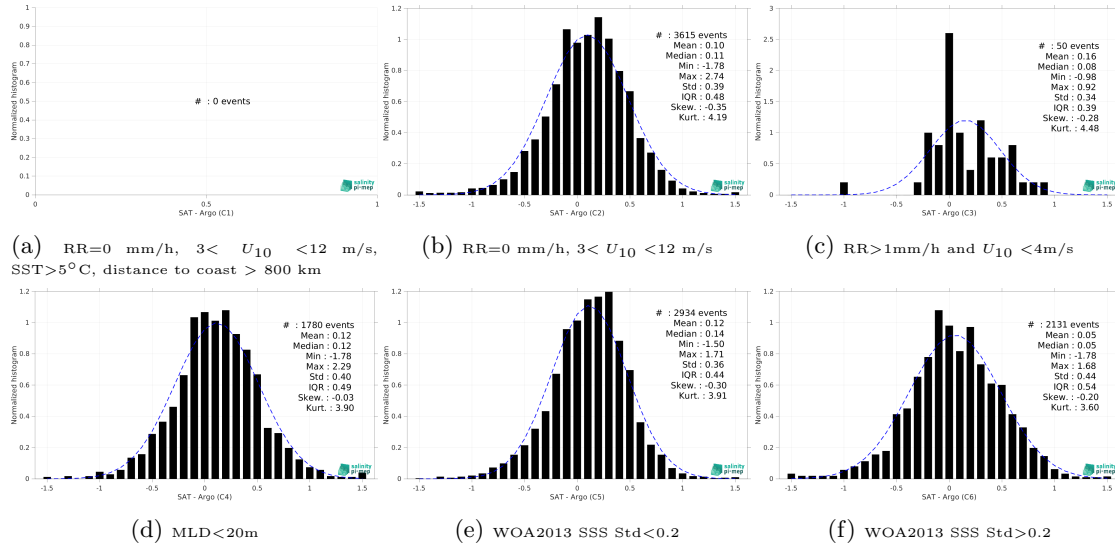 1
0.9
0.8
0.7
0.6
0.5
0.4
0.3
0.2
0.1
0
Normalized histogram
# : 0 events
salinity
pi-mep
0 0.5 1
SAT - Argo (C1)
(a) RR=0 mm/h, 3< U10 <12 m/s,
SST>5°C, distance to coast > 800 km
1.2
1
0.8
0.6
0.4
0.2
0
Normalized histogram
# : 3615 events
Mean : 0.10
Median : 0.11
Min : -1.78
Max : 2.74
Std : 0.39
IQR : 0.48
Skew. : -0.35
Kurt. : 4.19
salinity
pi-mep
-1.5 -1 -0.5 0 0.5 1 1.5
SAT - Argo (C2)
(b) RR=0 mm/h, 3< U10 <12 m/s
3
2.5
2
1.5
1
0.5
0
Normalized histogram
# : 50 events
Mean : 0.16
Median : 0.08
Min : -0.98
Max : 0.92
Std : 0.34
IQR : 0.39
Skew. : -0.28
Kurt. : 4.48
salinity
pi-mep
-1.5 -1 -0.5 0 0.5 1 1.5
SAT - Argo (C3)
(c) RR>1mm/h and U10 <4m/s
1.2
1
0.8
0.6
0.4
0.2
0
Normalized histogram
# : 1780 events
Mean : 0.12
Median : 0.12
Min : -1.78
Max : 2.29
Std : 0.40
IQR : 0.49
Skew. : -0.03
Kurt. : 3.90
salinity
pi-mep
-1.5 -1 -0.5 0 0.5 1 1.5
SAT - Argo (C4)
(d) MLD<20m
1.2
1
0.8
0.6
0.4
0.2
0
Normalized histogram
# : 2934 events
Mean : 0.12
Median : 0.14
Min : -1.50
Max : 1.71
Std : 0.36
IQR : 0.44
Skew. : -0.30
Kurt. : 3.91
salinity
pi-mep
-1.5 -1 -0.5 0 0.5 1 1.5
SAT - Argo (C5)
(e) WOA2013 SSS Std<0.2
1.2
1
0.8
0.6
0.4
0.2
0
Normalized histogram
# : 2131 events
Mean : 0.05
Median : 0.05
Min : -1.78
Max : 1.68
Std : 0.44
IQR : 0.54
Skew. : -0.20
Kurt. : 3.60
salinity
pi-mep
-1.5 -1 -0.5 0 0.5 1 1.5
SAT - Argo (C6)
(f) WOA2013 SSS Std>0.2